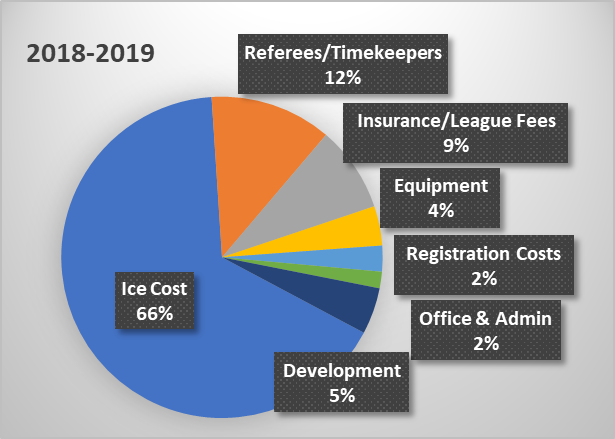 2018-2019
Referees/Timekeepers
12%
Insurance/League Fees
9%
Equipment
4%
Registration Costs
2%
Office & Admin
2%
Development
5%
Ice Cost
66%